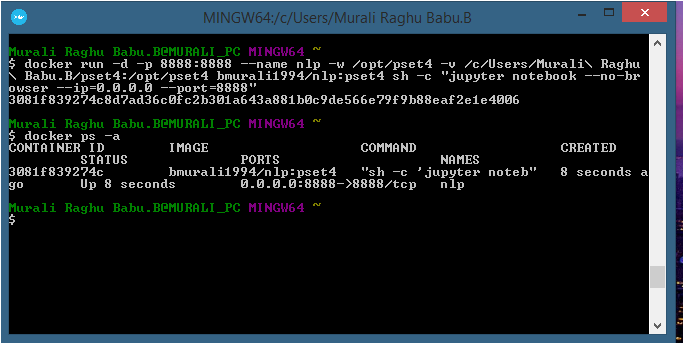 MINGW64:/c/Users/Murali Raghu Babu.B
Murali Raghu Babu.B@MURALI_PC MINGW64 ~
$ docker run -d -p 8888:8888 --name nlp -w /opt/pset4 -v /c/Users/Murali\ Raghu
\ Babu.B/pset4:/opt/pset4 bmurali1994/nlp:pset4 sh -c "jupyter notebook --no-br
owser --ip=0.0.0.0 --port=8888"
3081f839274c8d7ad36c0fc2b301a643a881b0c9de566e79f9b88eaf2e1e4006
Murali Raghu Babu.B@MURALI_PC MINGW64 ~
$ docker ps -a
CONTAINER ID        IMAGE                   COMMAND                  CREATED
         STATUS              PORTS                    NAMES
3081f839274c        bmurali1994/nlp:pset4   "sh -c 'jupyter noteb"   8 seconds a
go       Up 8 seconds        0.0.0.0:8888->8888/tcp   nlp
Murali Raghu Babu.B@MURALI_PC MINGW64 ~
$